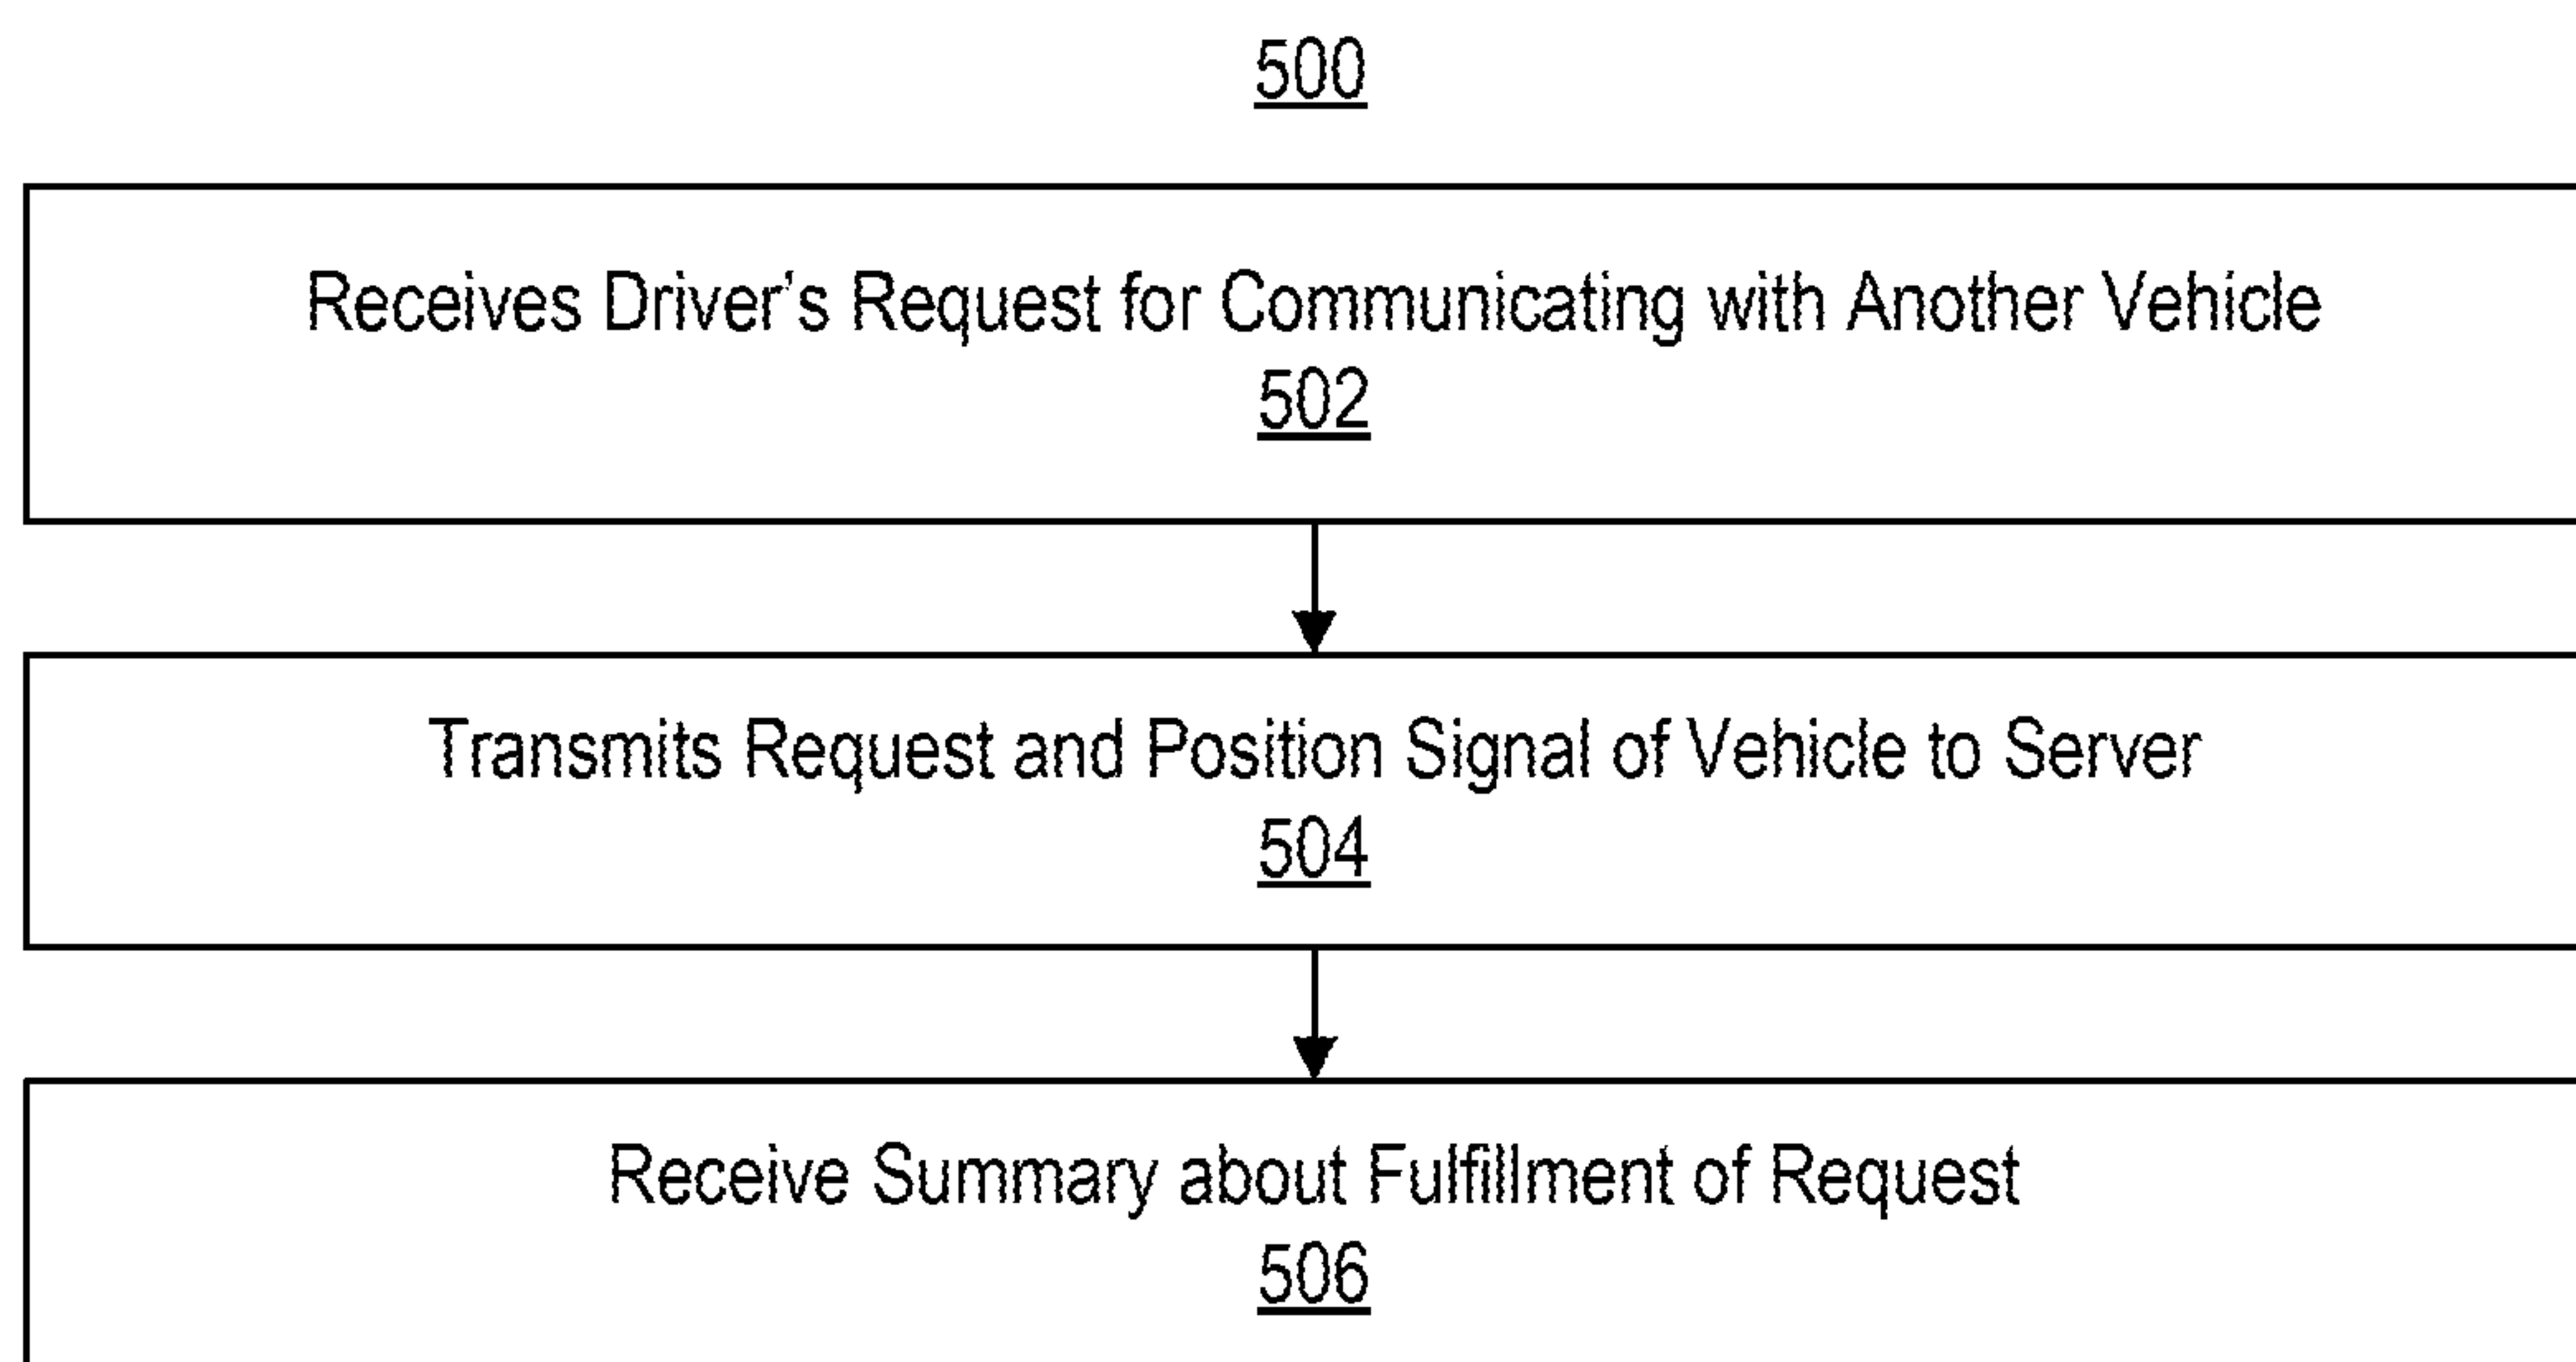 500
Receives Driver's Request for Communicating with Another Vehicle
502
Transmits Request and Position Signal of Vehicle to Server
504
Receive Summary about Fulfillment of Request
506